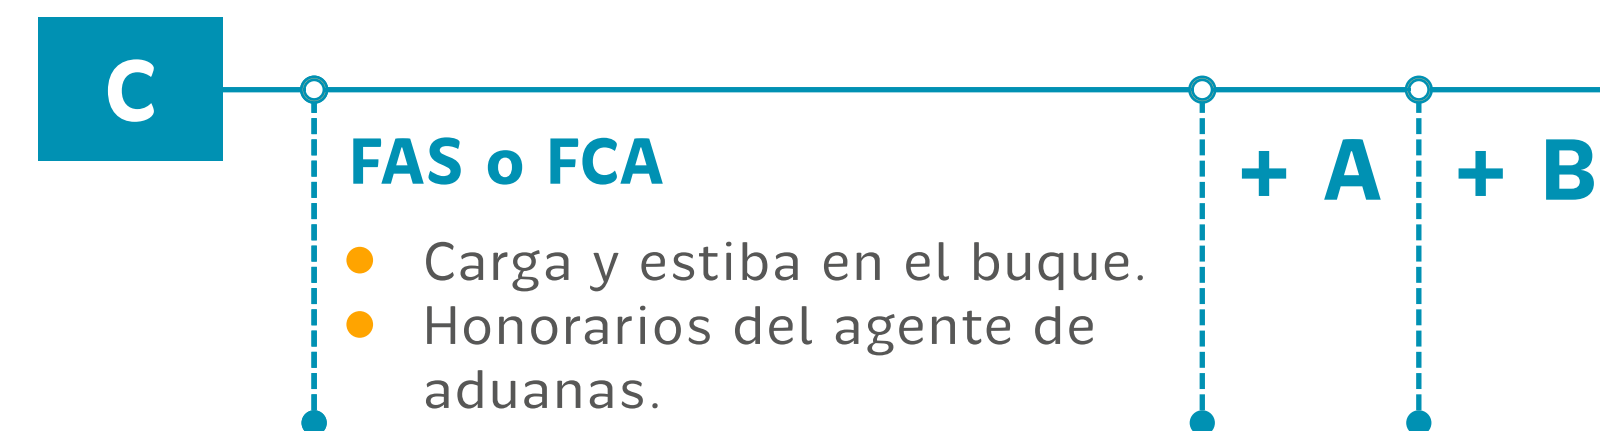 C
FAS o FCA
+ A
+ B
Carga y estiba en el buque.
Honorarios del agente de
aduanas.